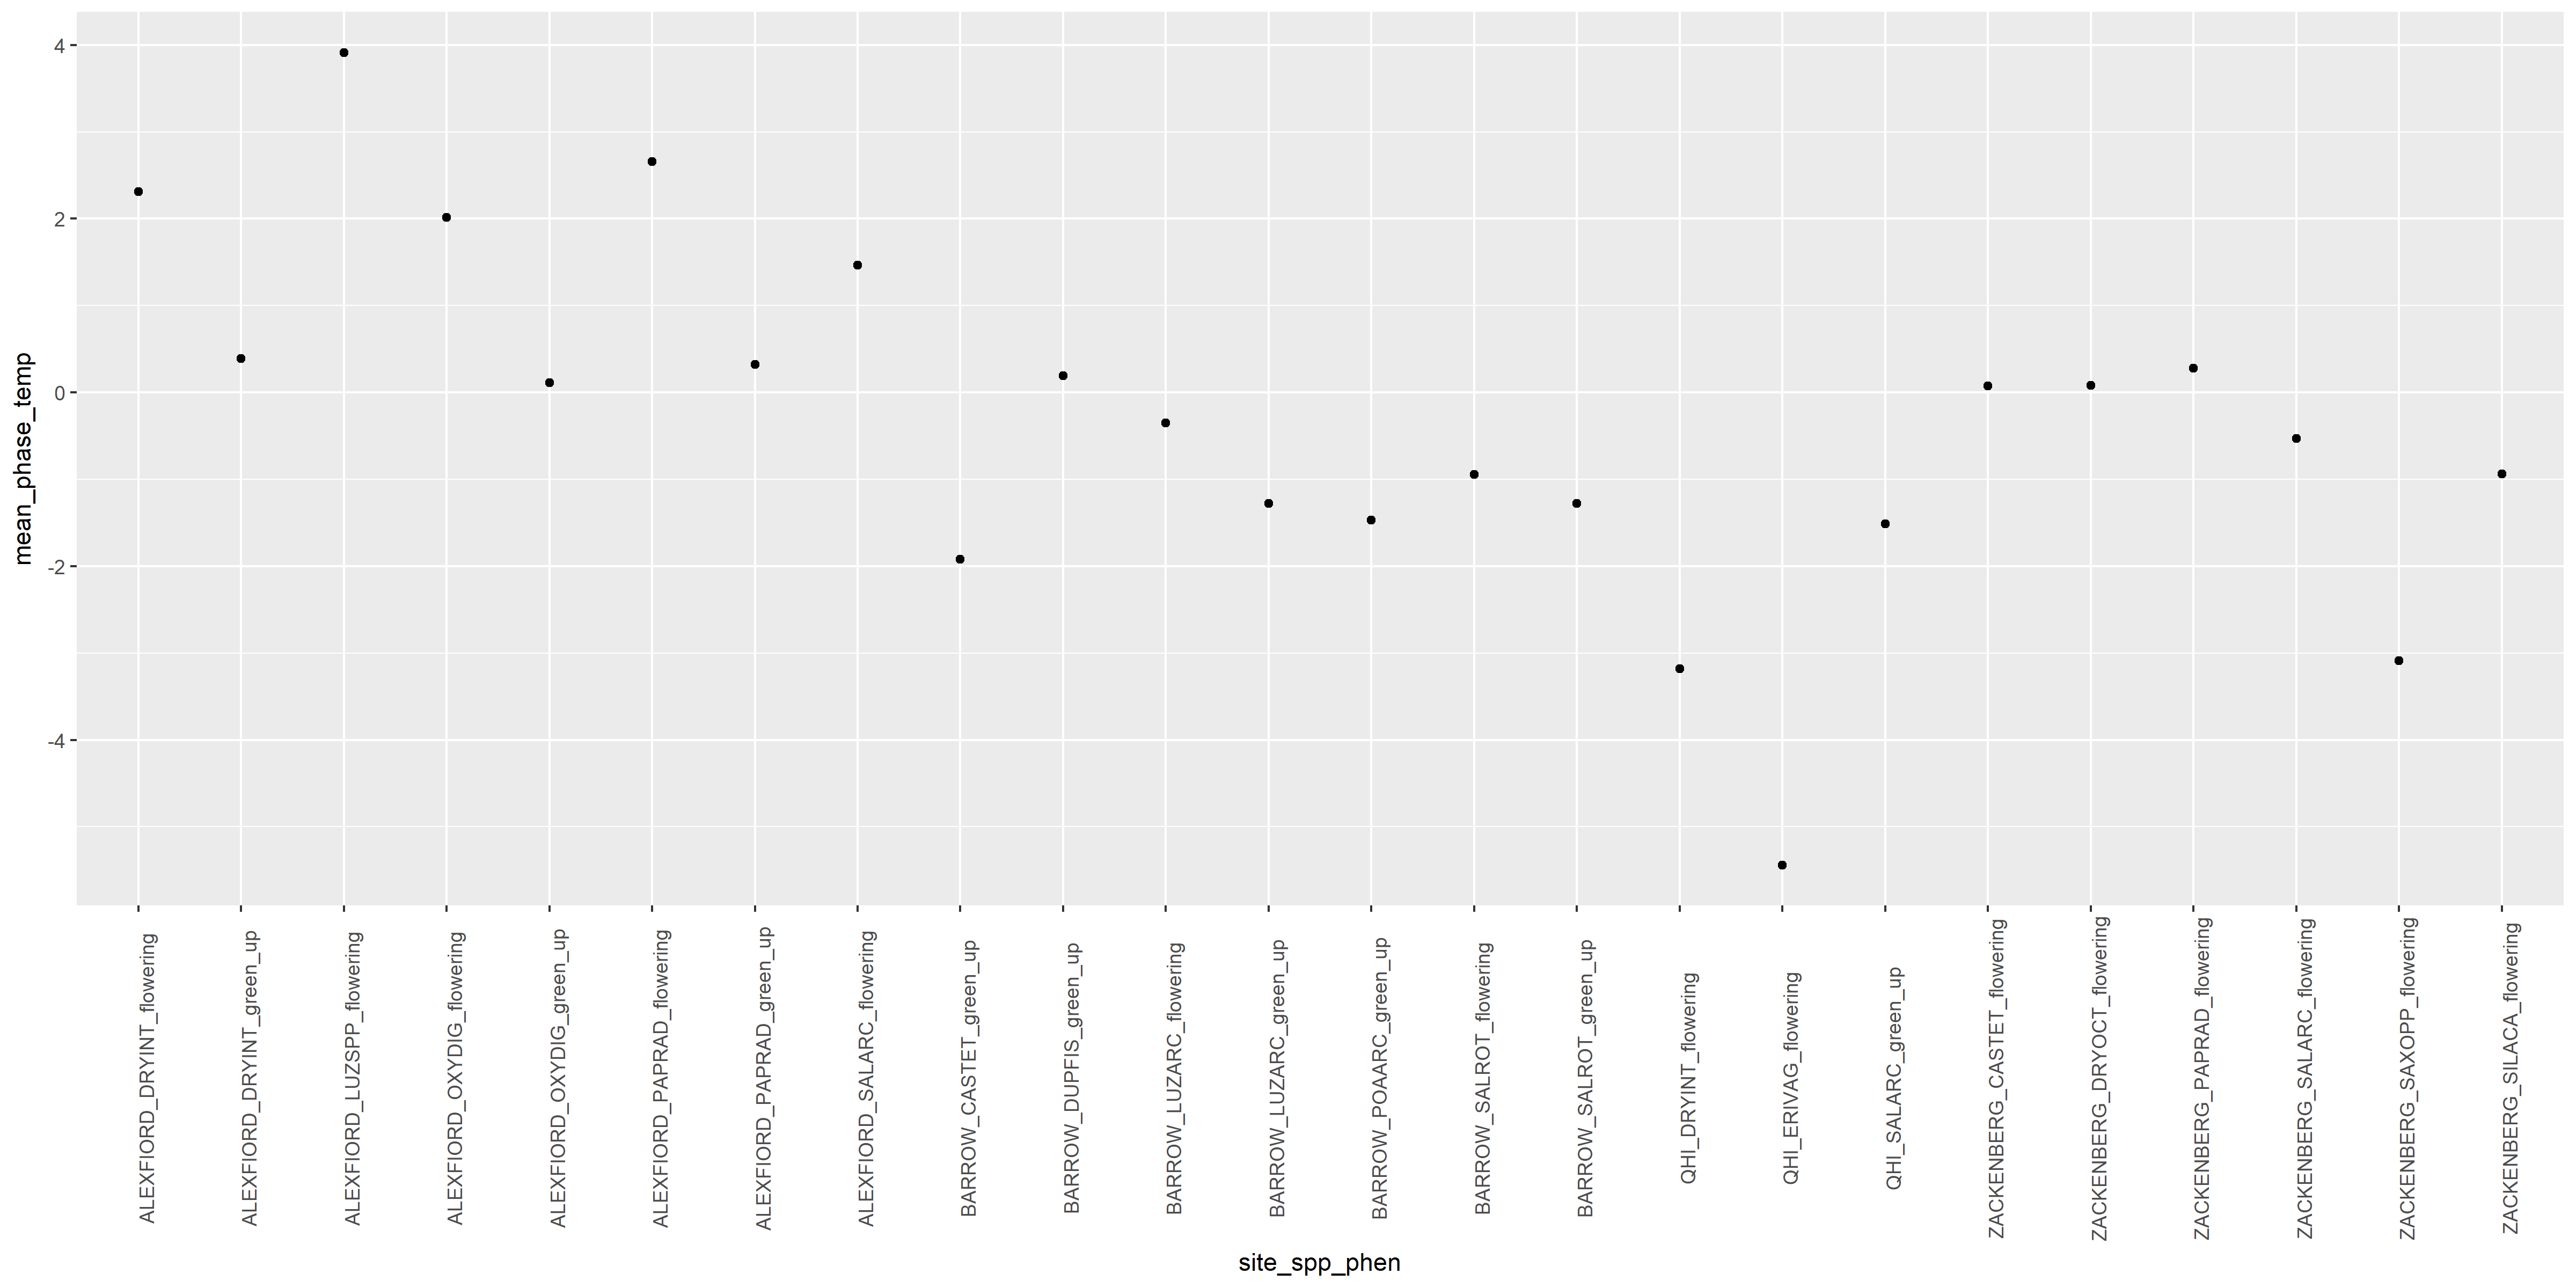 4
2
0
-2
-4
mean_phase_temp
ALEXFIORD_DRYINT_flowering
ALEXFIORD_DRYINT_green_up
ALEXFIORD_LUZSPP_flowering
ALEXFIORD_OXYDIG_flowering
ALEXFIORD_OXYDIG_green_up
ALEXFIORD_PAPRAD_flowering
ALEXFIORD_PAPRAD_green_up
ALEXFIORD_SALARC_flowering
BARROW_CASTET_green_up
BARROW_DUPFIS_green_up
BARROW_LUZARC_flowering
BARROW_LUZARC_green_up
BARROW_POAARC_green_up
BARROW_SALROT_flowering
BARROW_SALROT_green_up
QHI_DRYINT_flowering
QHI_ERIVAG_flowering
QHI_SALARC_green_up
ZACKENBERG_CASTET_flowering
ZACKENBERG_DRYOCT_flowering
ZACKENBERG_PAPRAD_flowering
ZACKENBERG_SALARC_flowering
ZACKENBERG_SAXOPP_flowering
ZACKENBERG_SILACA_flowering
site_spp_phen